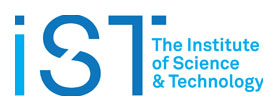 iST
The Institute
of Science
& Technology